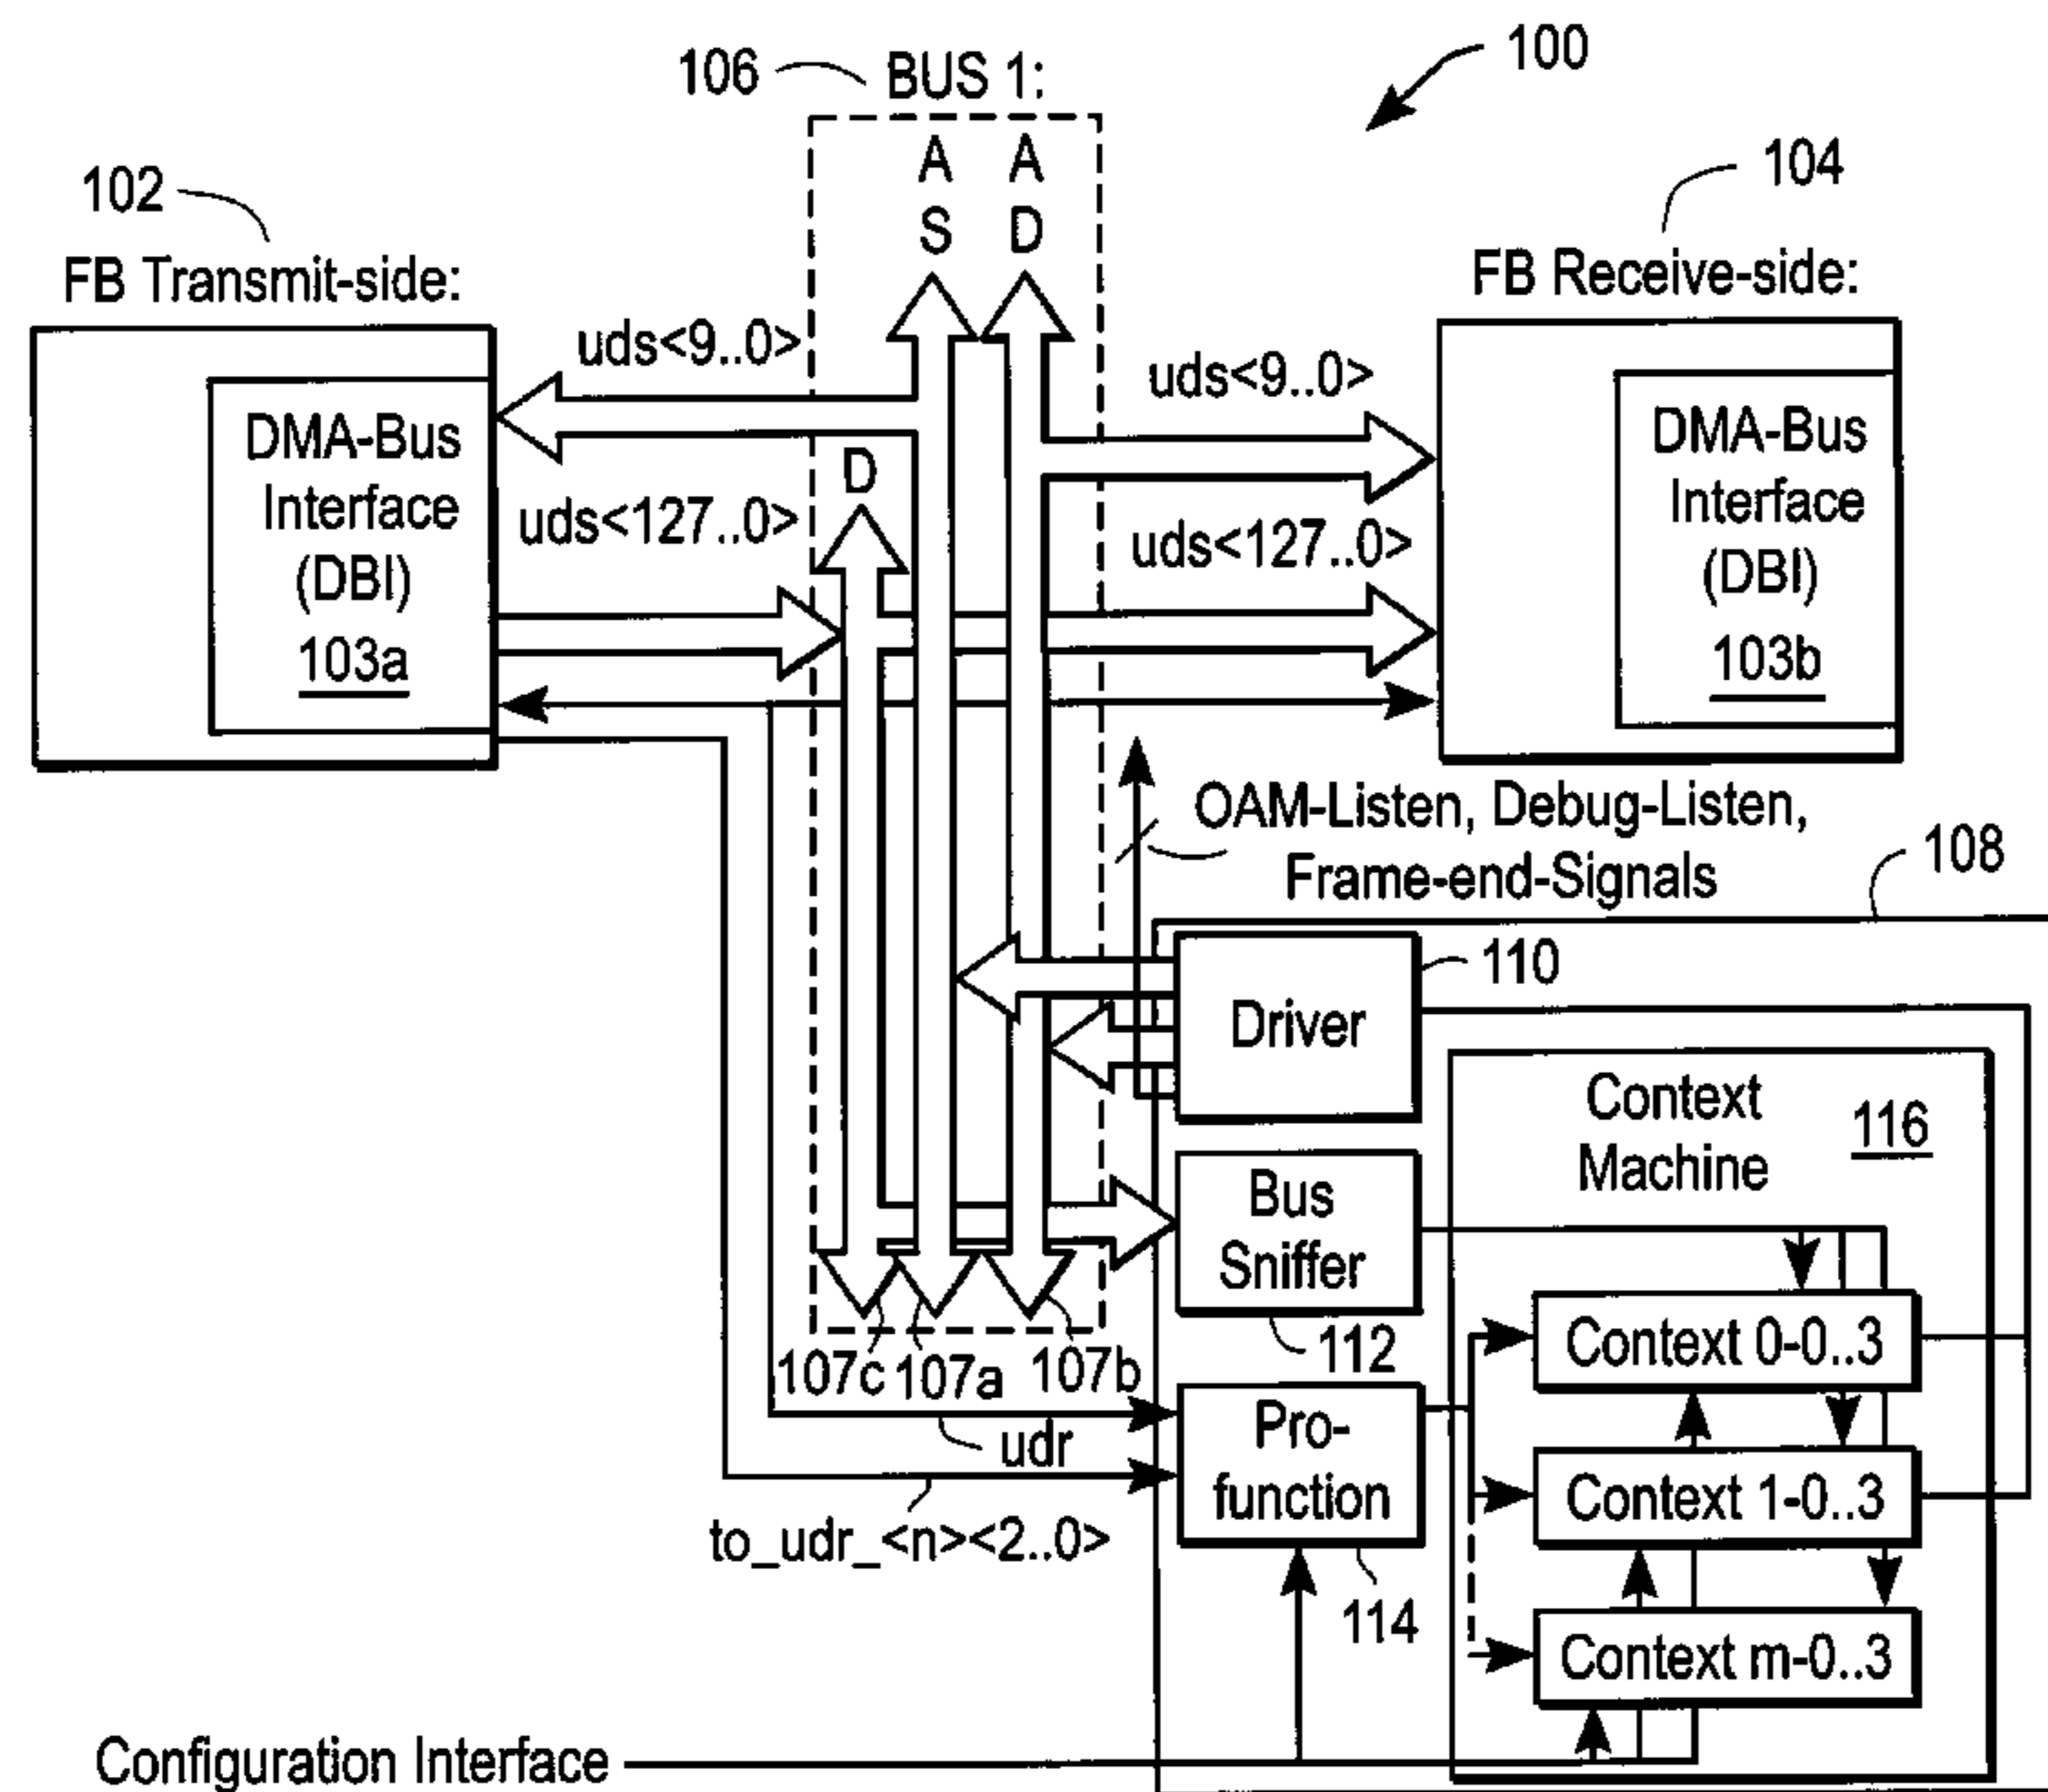 106
BUS 1:
100
A A
S D
102
104
FB Transmit-side:
FB Receive-side:
uds<9..0>
uds<9..0>
DMA-Bus
Interface
(DBI)
103a
D
DMA-Bus
Interface
(DBI)
103b
uds<127..0>
uds<127..0>
OAM-Listen, Debug-Listen,
Frame-end-Signals
108
110
Driver
Context
Machine
116
Bus
Sniffer
112
107c
107a
107b
Context 0-0..3
udr
Pro-
function
Context 1-0..3
to_udr_<n><2..0>
114
Context m-0..3
Configuration Interface